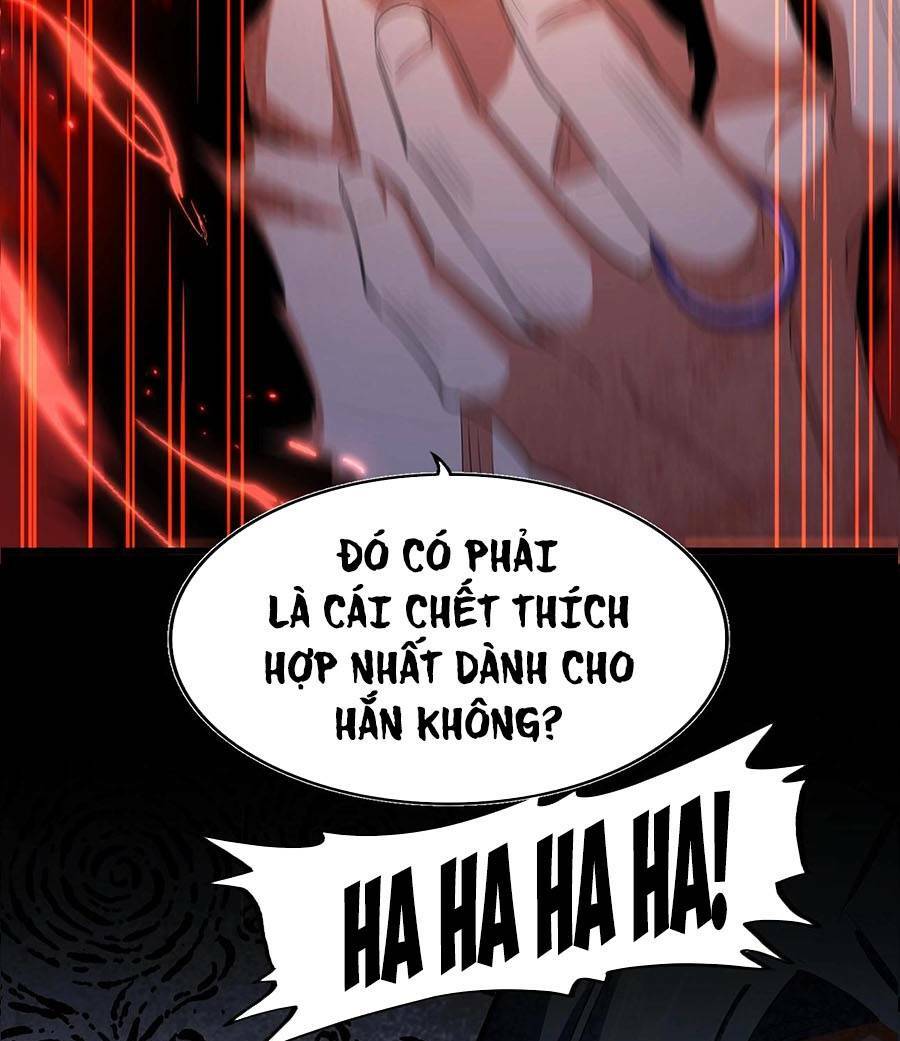 ĐÓ CÓ PHẢI
LÀ CÁI CHẾT THÍCH
HỢP NHẤT DÀNH CHO
HẮN KHÔNG?
HA HA HA HA!